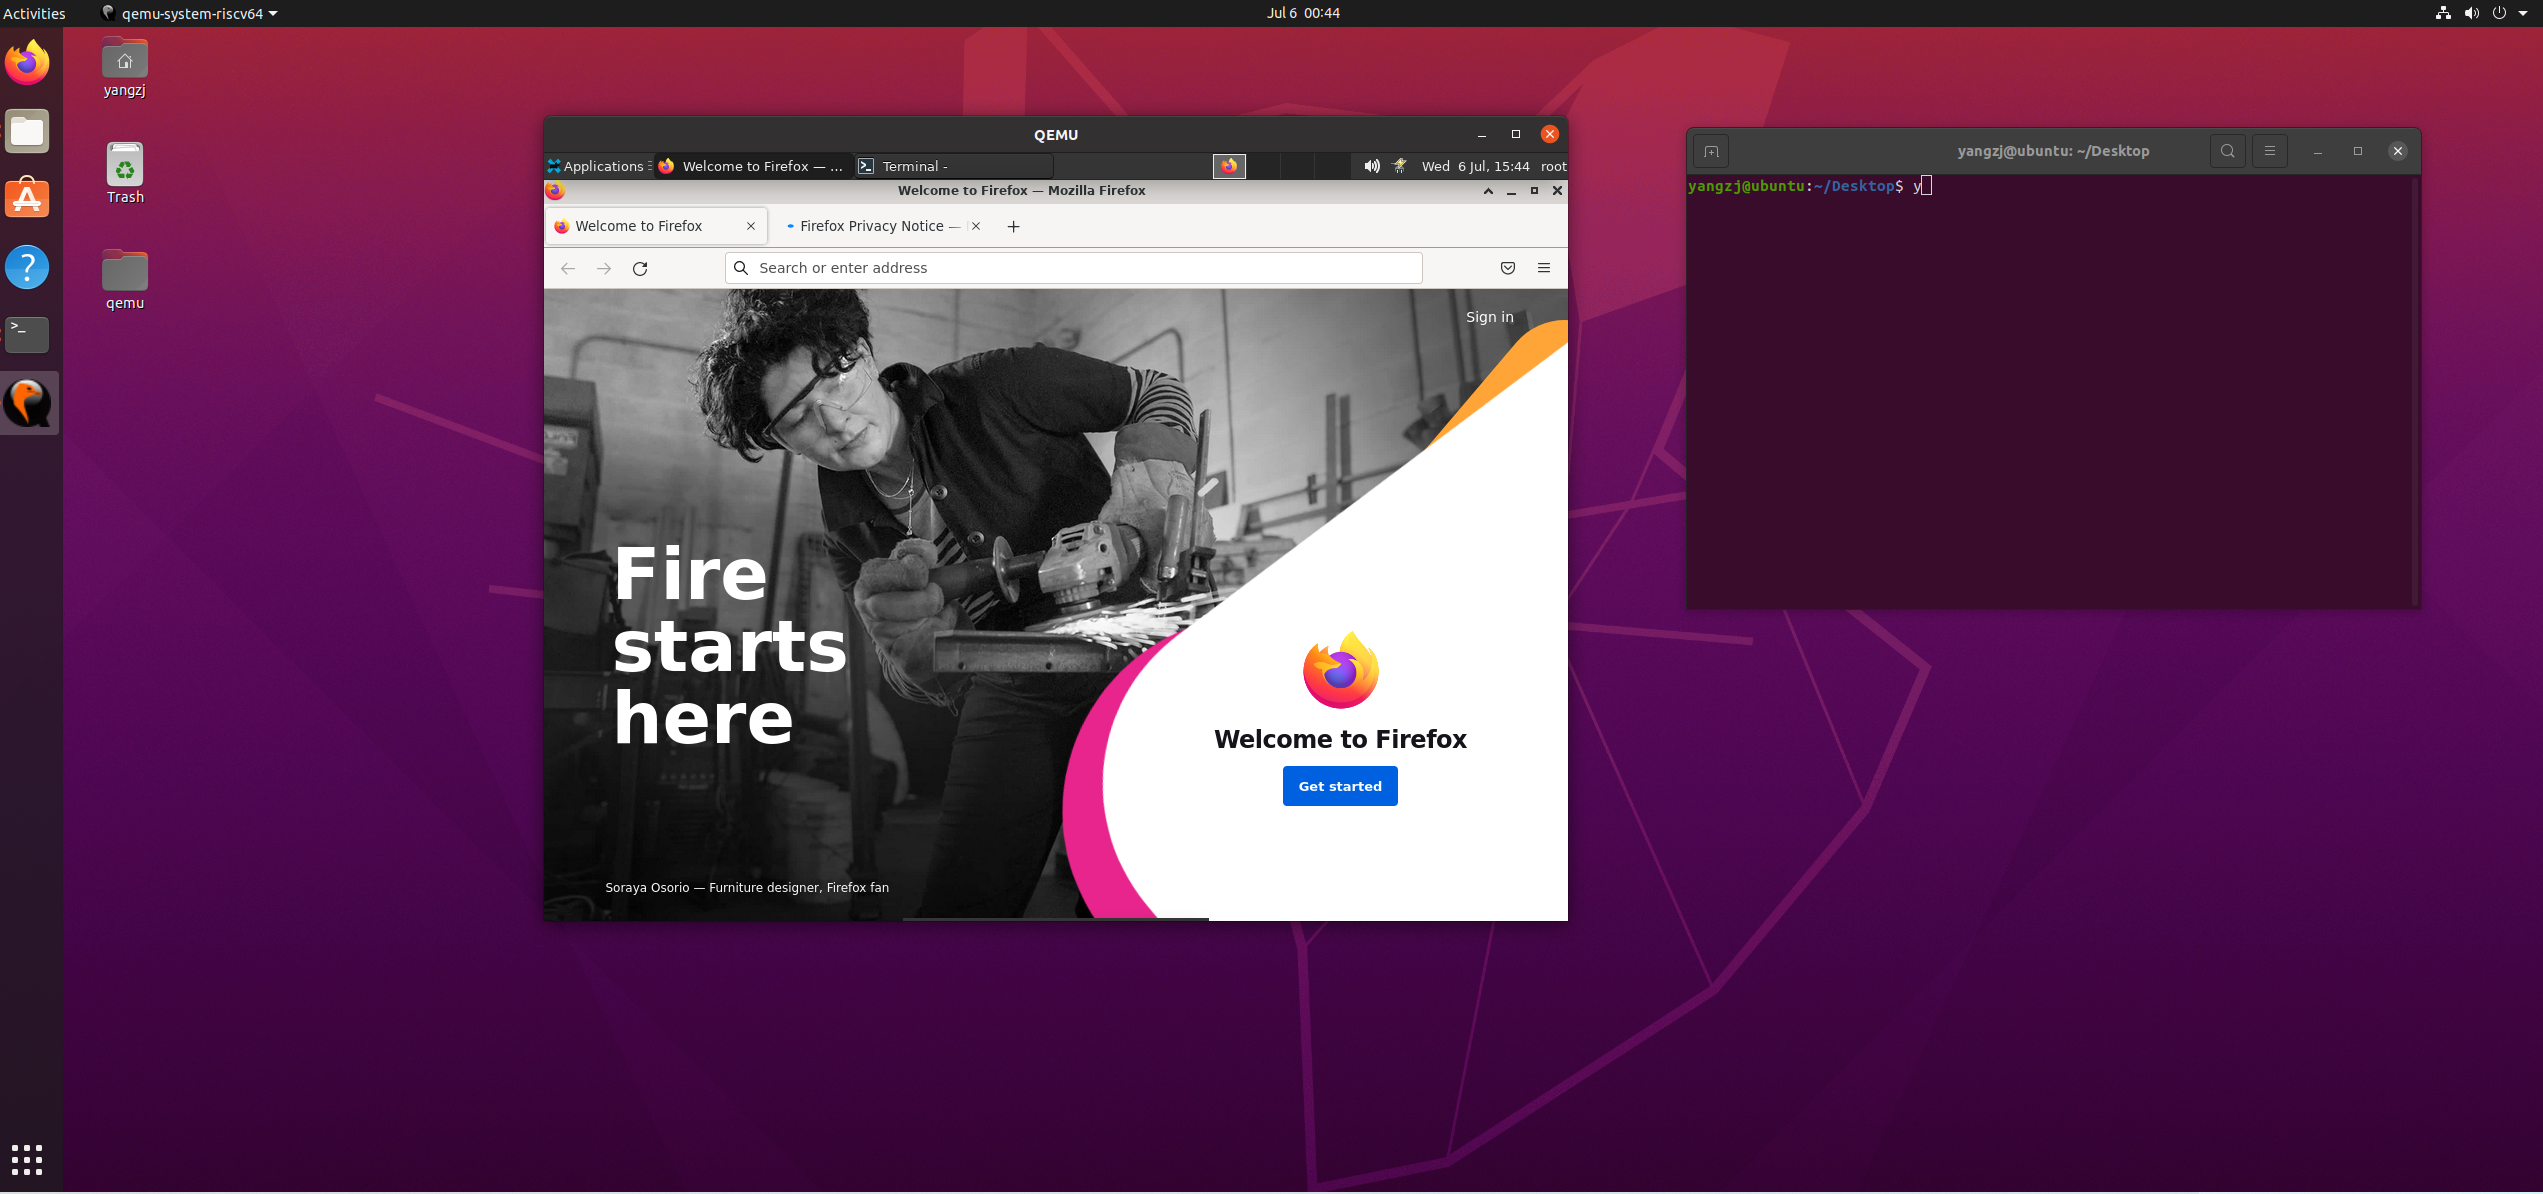 Activities
qemu-system-riscv64
Jul 6 00:44
yangzj
Trash
qemu
QEMU
Applications
Welcome to Firefox — ...
Terminal -
Wed 6 Jul, 15:44
root
Welcome to Firefox — Mozilla Firefox
Welcome to Firefox
Firefox Privacy Notice —
Search or enter address
Sign in
Fire
starts
here
Welcome to Firefox
Get started
Soraya Osorio — Furniture designer, Firefox fan
yangzj@ubuntu: ~/Desktop
yangzj@ubuntu:~/Desktop$ y